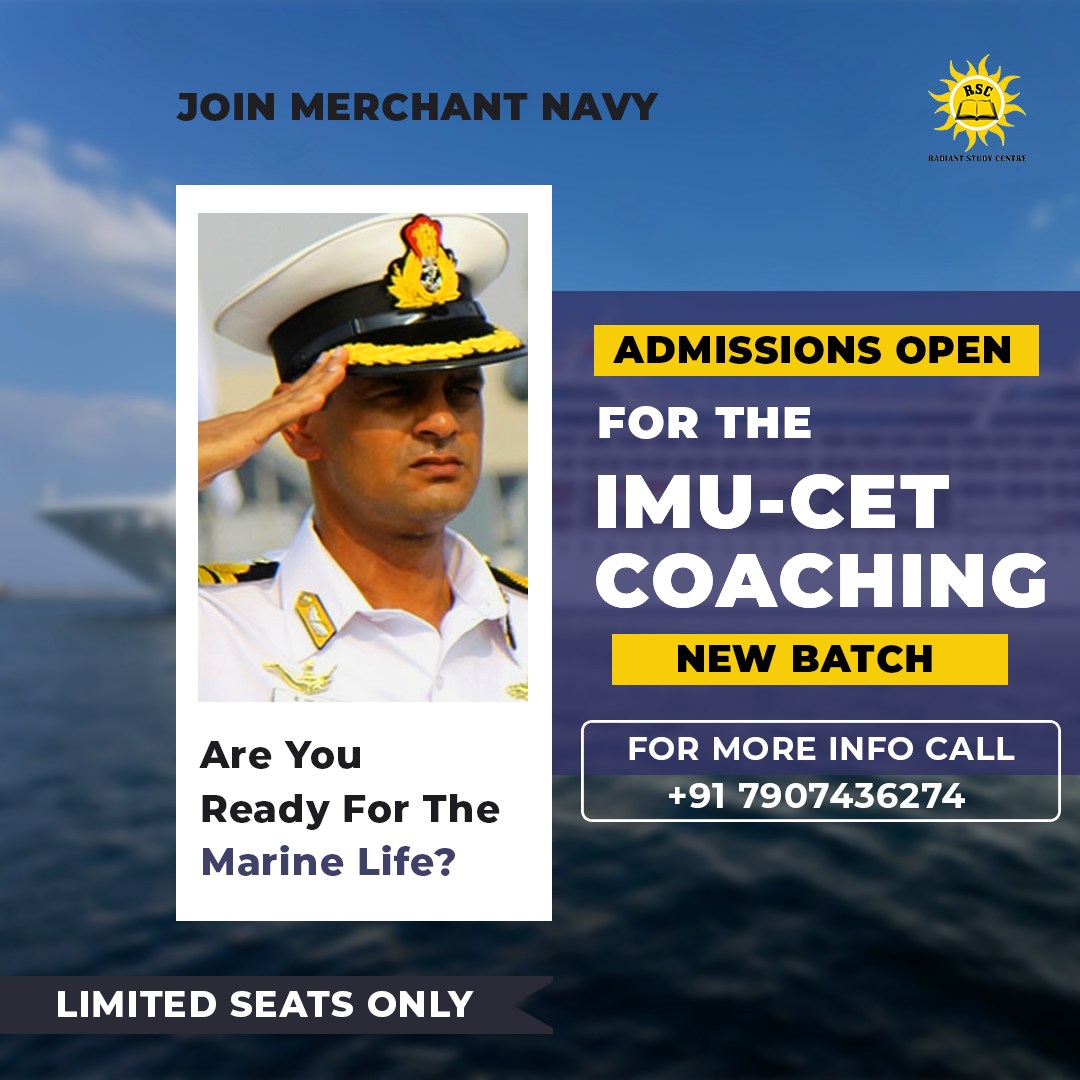 JOIN MERCHANT NAVY
RSC
RADIANT STUDY CENTRE
ADMISSIONS OPEN
FOR THE
IMU-CET
COACHING
NEW BATCH
FOR MORE INFO CALL
+91 7907436274
Are You
Ready For The
Marine Life?
LIMITED SEATS ONLY